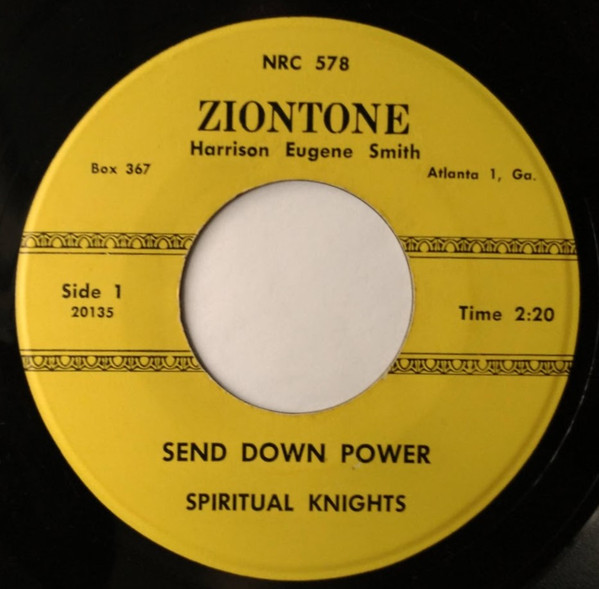 NRC 578
ZIONTONE
Harrison Eugene Smith
Box 367
Atlanta 1, Ga.
Side 1
20135
Time 2:20
SEND DOWN POWER
SPIRITUAL KNIGHTS